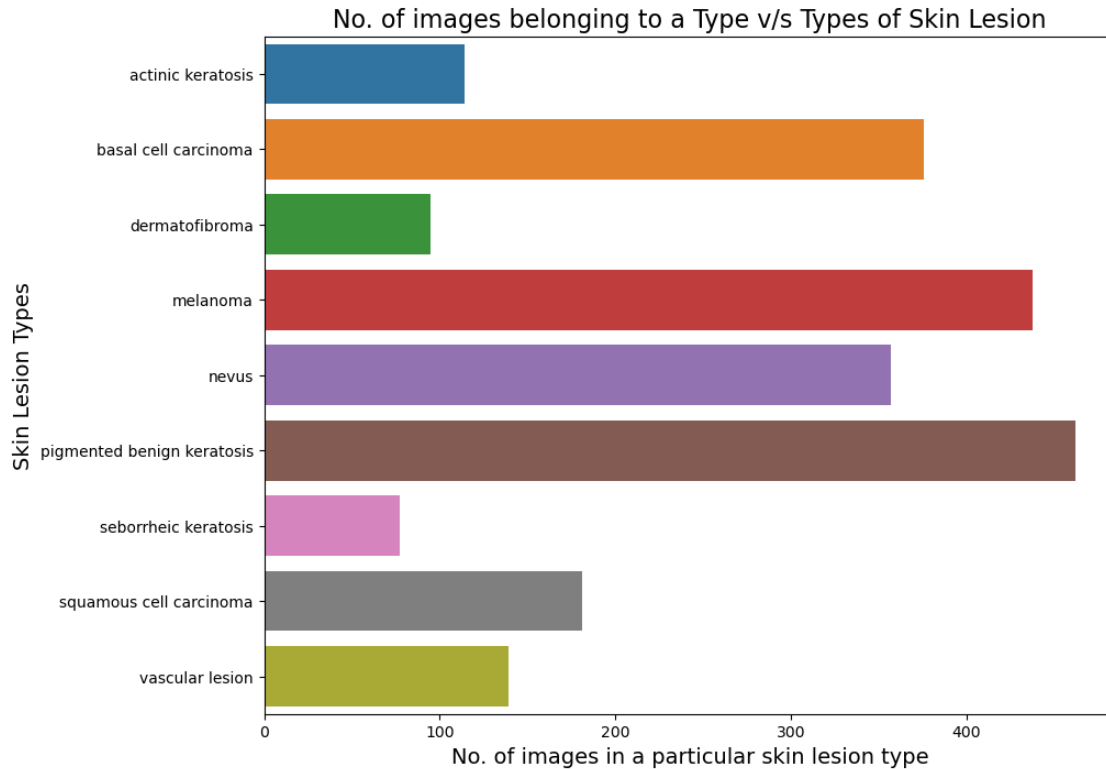 No. of images belonging to a Type v/s Types of Skin Lesion
Skin Lesion Types
actinic keratosis
basal cell carcinoma
dermatofibroma
melanoma
nevus
pigmented benign keratosis
seborrheic keratosis
squamous cell carcinoma
vascular lesion
0 100 200 300 400
No. of images in a particular skin lesion type